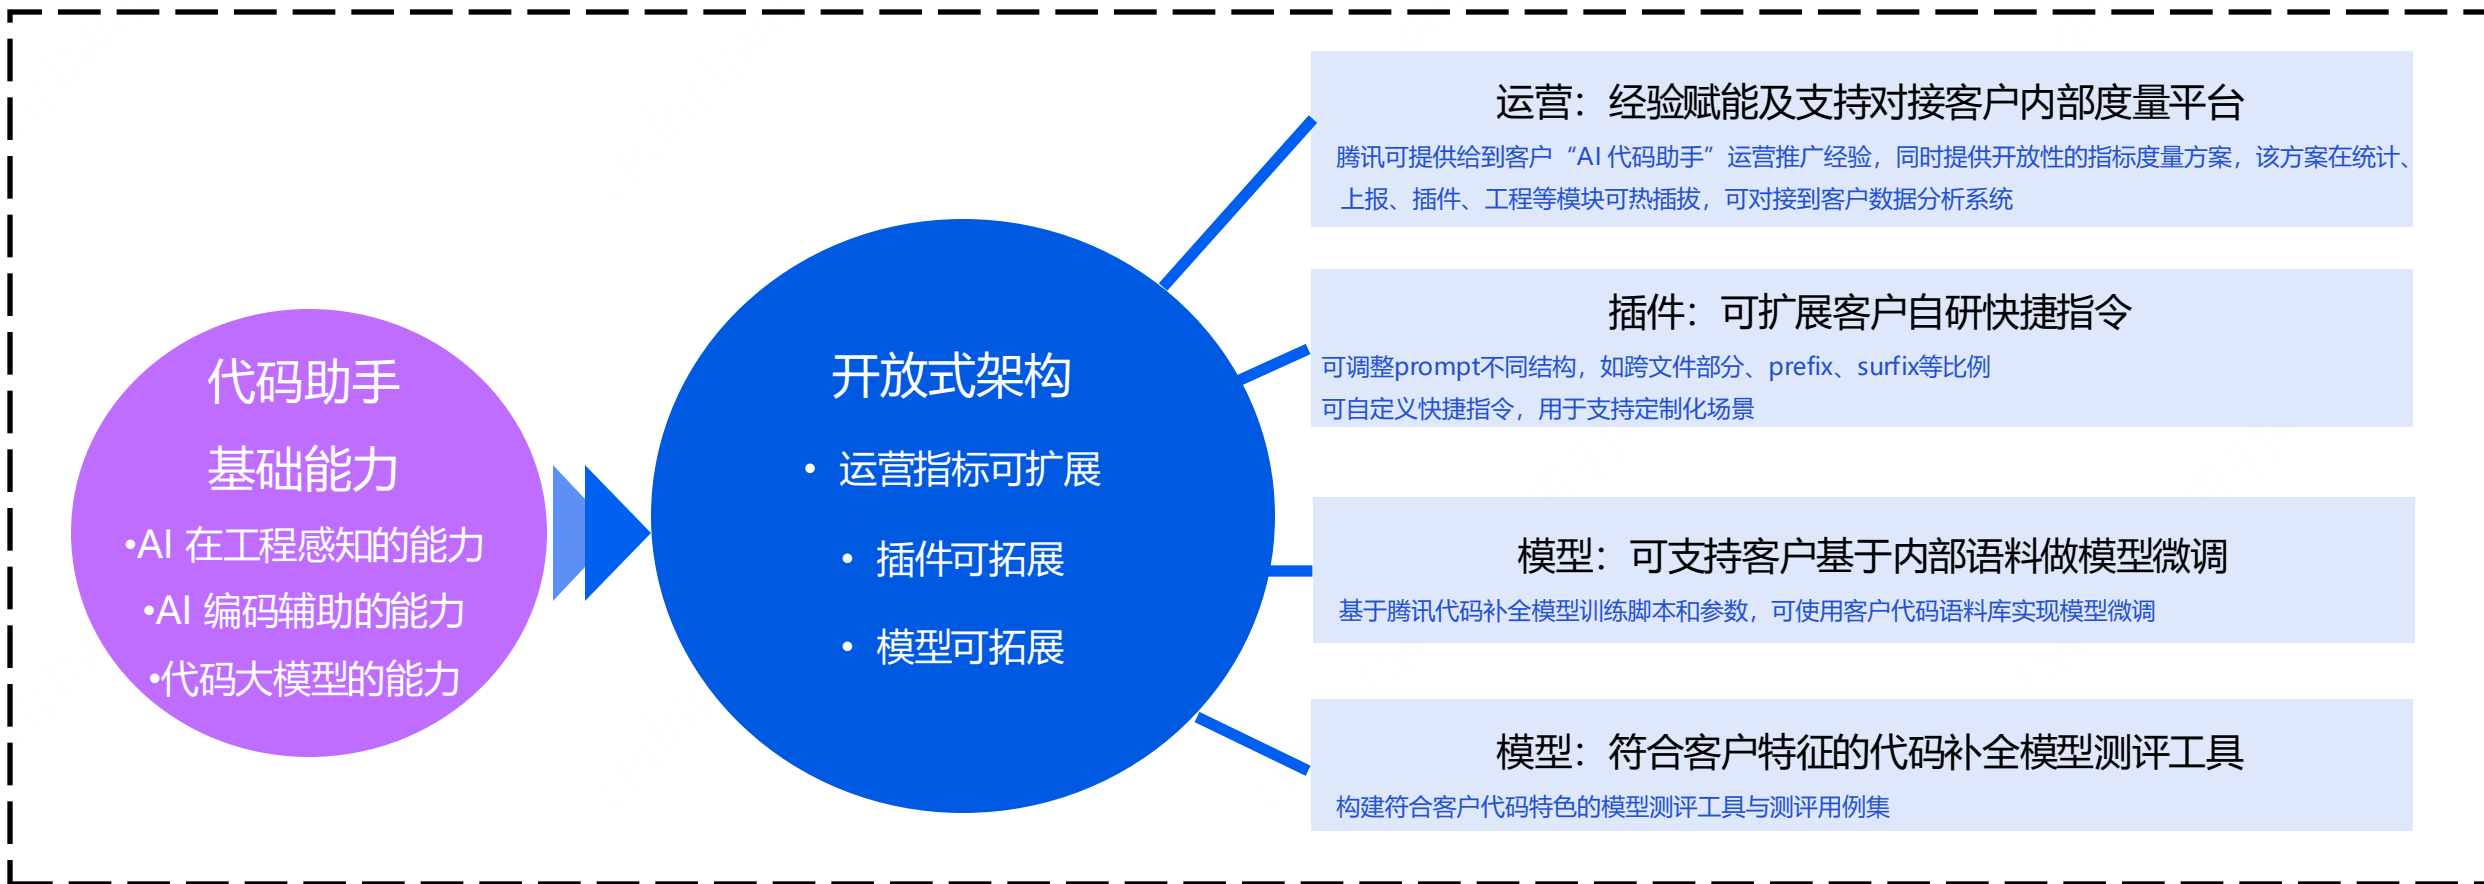 代码助手
基础能力
•AI 在工程感知的能力
•AI 编码辅助的能力
•代码大模型的能力
开放式架构
• 运营指标可扩展
• 插件可拓展
• 模型可拓展
运营：经验赋能及支持对接客户内部度量平台
腾讯可提供给到客户“AI 代码助手”运营推广经验，同时提供开放性的指标度量方案，该方案在统计、
上报、插件、工程等模块可热插拔，可对接到客户数据分析系统
插件：可扩展客户自研快捷指令
可调整prompt不同结构，如跨文件部分、prefix、surfix等比例
可自定义快捷指令，用于支持定制化场景
模型：可支持客户基于内部语料做模型微调
基于腾讯代码补全模型训练脚本和参数，可使用客户代码语料库实现模型微调
模型：符合客户特征的代码补全模型测评工具
构建符合客户代码特色的模型测评工具与测评用例集